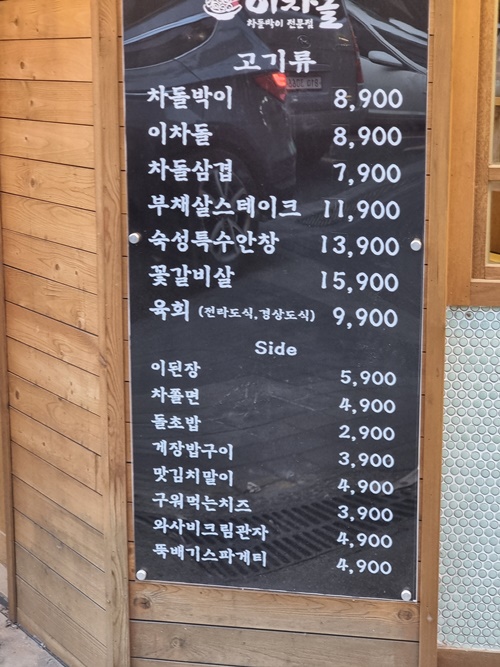 이차돌
차돌박이 전문점
고기류
차돌박이 8,900
이차돌 8,900
차돌삼겹 7,900
부채살스테이크 11,900
숙성특수안창 13,900
꽃갈비살 15,900
육회 (전라도식,경상도식) 9,900
Side
이된장 5,900
차쫄면 4,900
돌초밥 2,900
게장밥구이 3,900
맛김치말이 4,900
구워먹는치즈 3,900
와사비크림관자 4,900
뚝배기스파게티 4,900